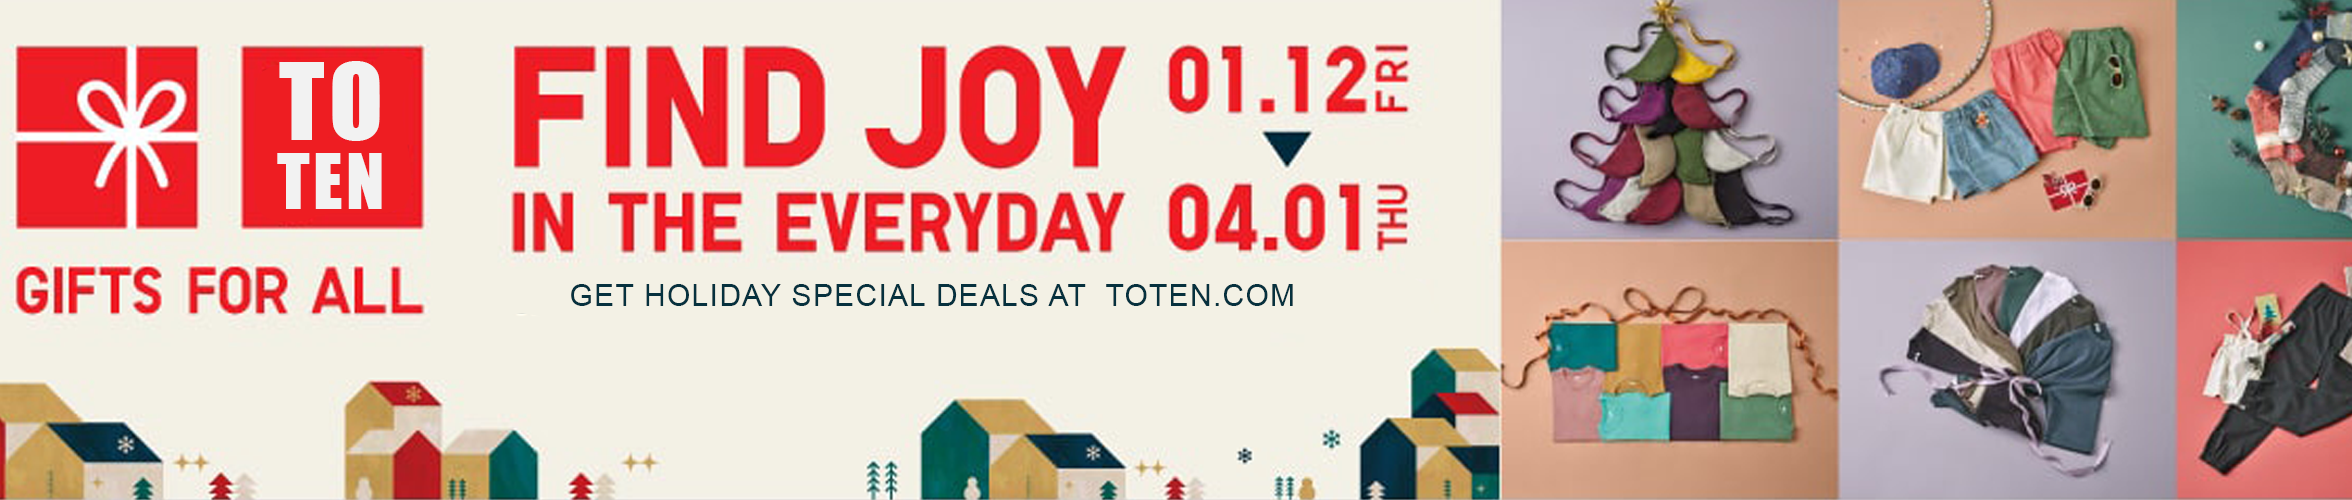 TO
TEN
GIFTS FOR ALL
FIND JOY
IN THE EVERYDAY
01.12 FRI
04.01 THU
GET HOLIDAY SPECIAL DEALS AT TOTEN.COM